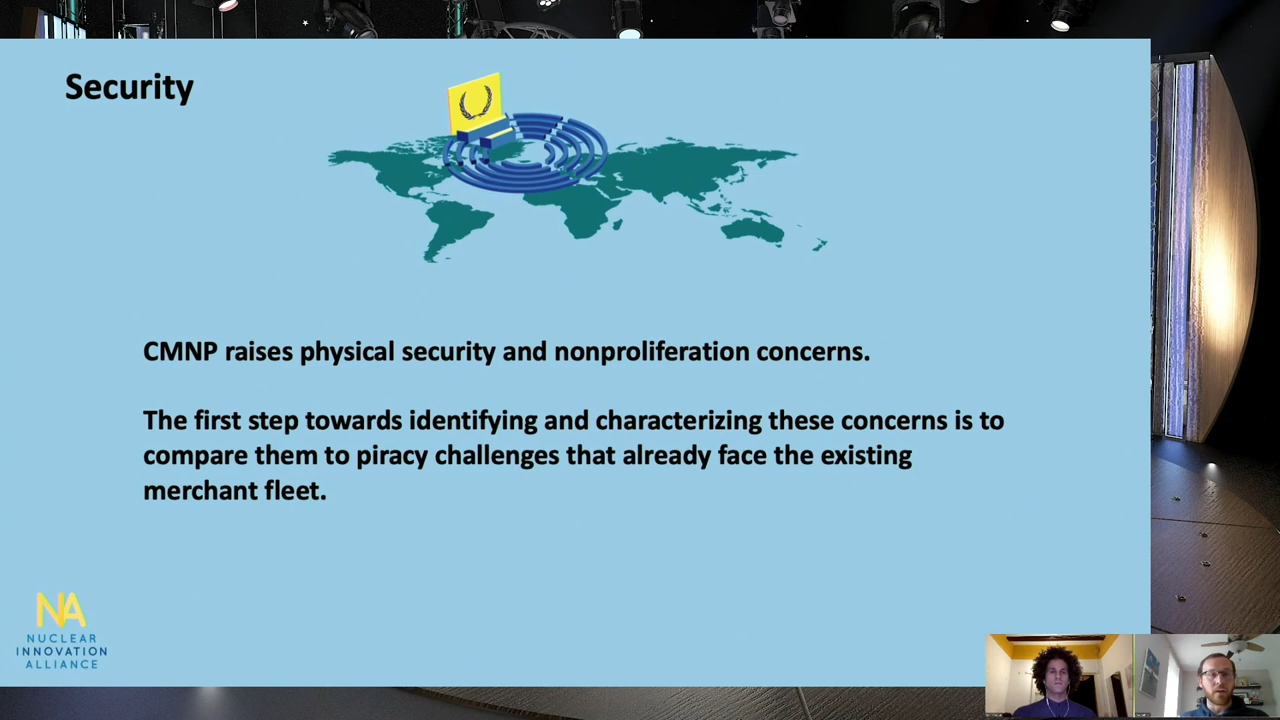 Security
CMNP raises physical security and nonproliferation concerns.
The first step towards identifying and characterizing these concerns is to
compare them to piracy challenges that already face the existing
merchant fleet.
NA
NUCLEAR
INNOVATION
ALLIANCE